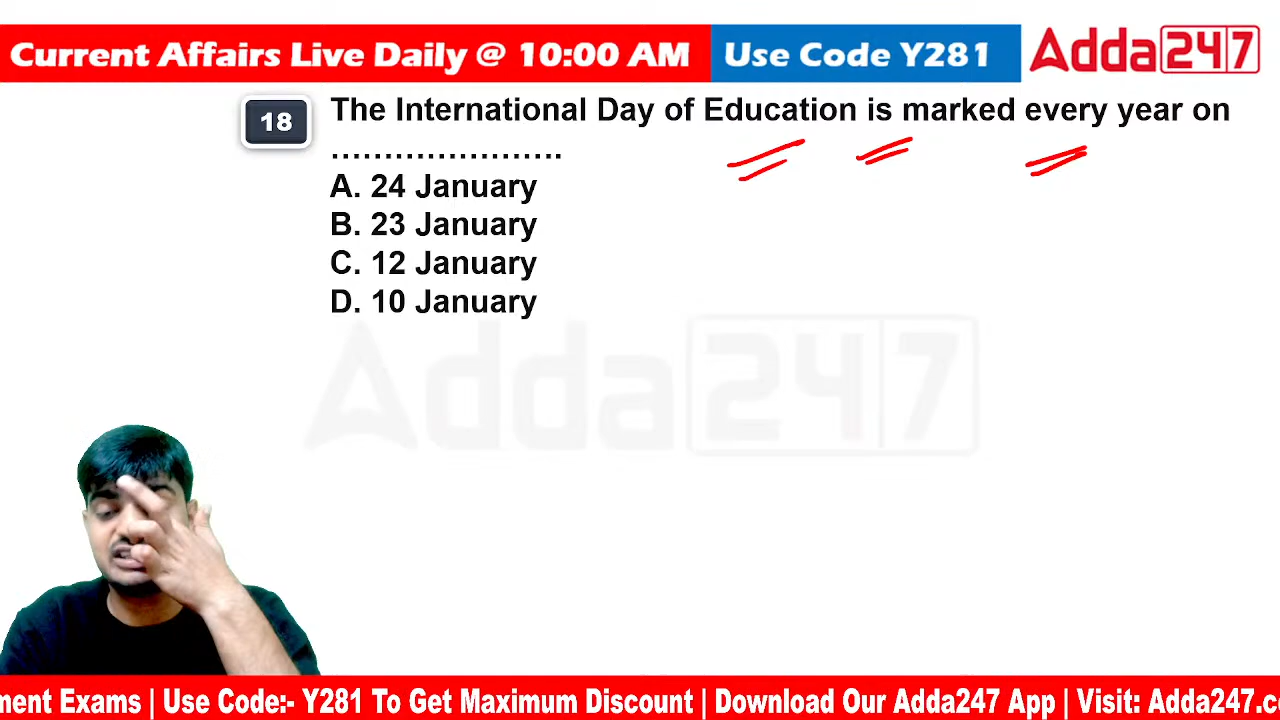 Current Affairs Live Daily @ 10:00 AM Use Code Y281 Adda247
18 The International Day of Education is marked every year on
…………………….
A. 24 January
B. 23 January
C. 12 January
D. 10 January
Adda247
ment Exams | Use Code:- Y281 To Get Maximum Discount | Download Our Adda247 App | Visit: Adda247.c